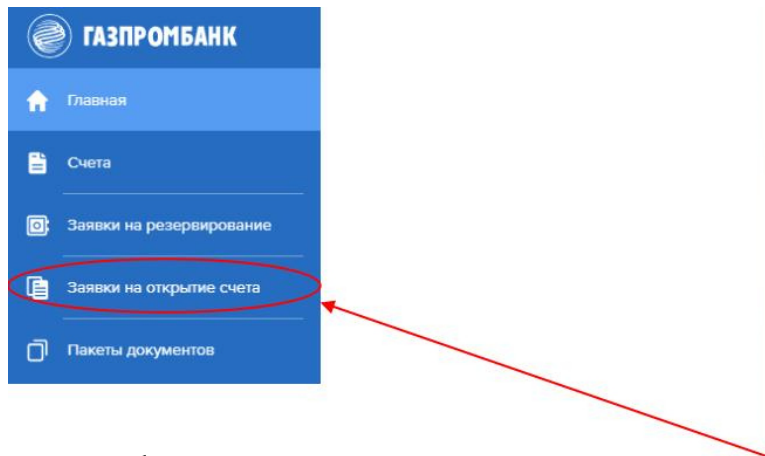 ГАЗПРОМБАНК
Главная
Счета
Заявки на резервирование
Заявки на открытие счета
Пакеты документов